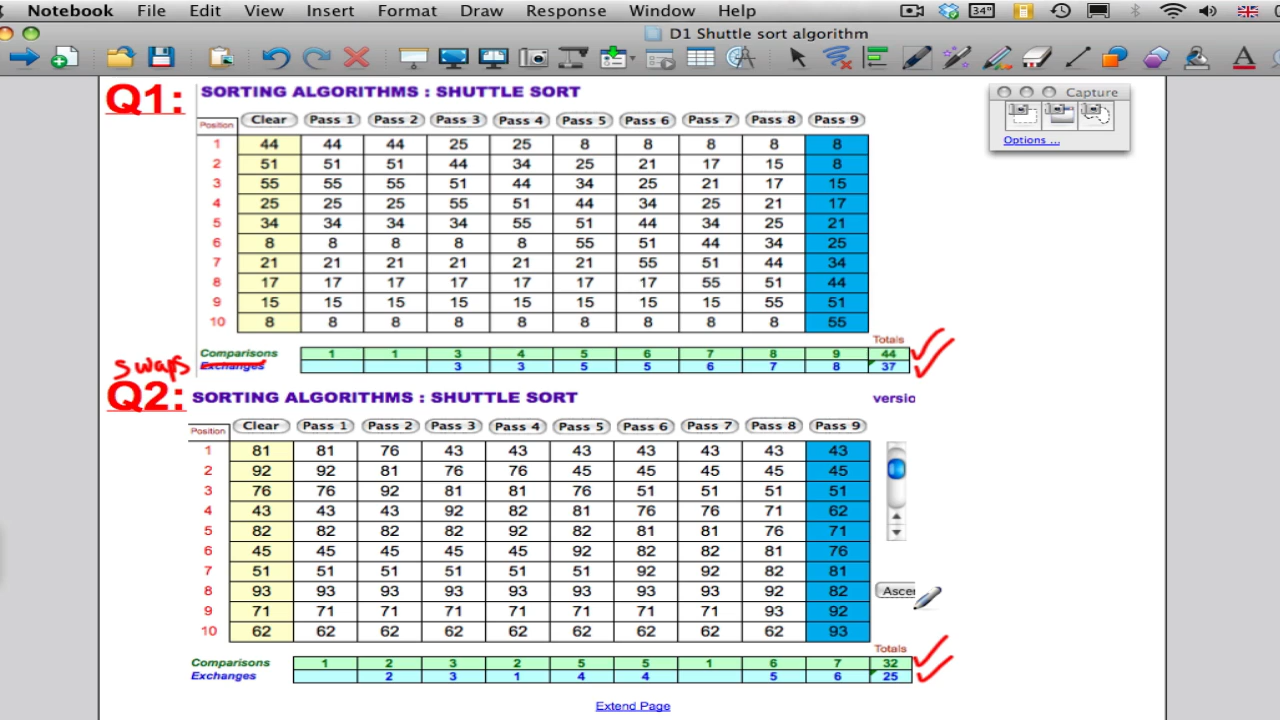 Notebook File Edit View Insert Format Draw Response Window Help 34°
D1 Shuttle sort algorithm
A
Q1: SORTING ALGORITHMS : SHUTTLE SORT
Capture
Options ...
Position Clear Pass 1 Pass 2 Pass 3 Pass 4 Pass 5 Pass 6 Pass 7 Pass 8 Pass 9
1 44 44 44 25 25 8 8 8 8 8
2 51 51 51 44 34 25 21 17 15 8
3 55 55 55 51 44 34 25 21 17 15
4 25 25 25 55 51 44 34 25 21 17
5 34 34 34 34 55 51 44 34 25 21
6 8 8 8 8 8 55 51 44 34 25
7 21 21 21 21 21 21 55 51 44 34
8 17 17 17 17 17 17 17 55 51 44
9 15 15 15 15 15 15 15 15 55 51
10 8 8 8 8 8 8 8 8 8 55
Totals
Comparisons 1 1 3 4 5 6 7 8 9 44
swaps Exchanges 3 3 5 5 6 7 8 37
Q2: SORTING ALGORITHMS : SHUTTLE SORT versio
Position Clear Pass 1 Pass 2 Pass 3 Pass 4 Pass 5 Pass 6 Pass 7 Pass 8 Pass 9
1 81 81 76 43 43 43 43 43 43 43
2 92 92 81 76 76 45 45 45 45 45
3 76 76 92 81 81 76 51 51 51 51
4 43 43 43 92 82 81 76 76 71 62
5 82 82 82 82 92 82 81 81 76 71
6 45 45 45 45 45 92 82 82 81 76
7 51 51 51 51 51 51 92 92 82 81
8 93 93 93 93 93 93 93 93 92 82
9 71 71 71 71 71 71 71 71 93 92
10 62 62 62 62 62 62 62 62 62 93
Ascen
Totals
Comparisons 1 2 3 2 5 5 1 6 7 32
Exchanges 2 3 1 4 4 5 6 25
Extend Page